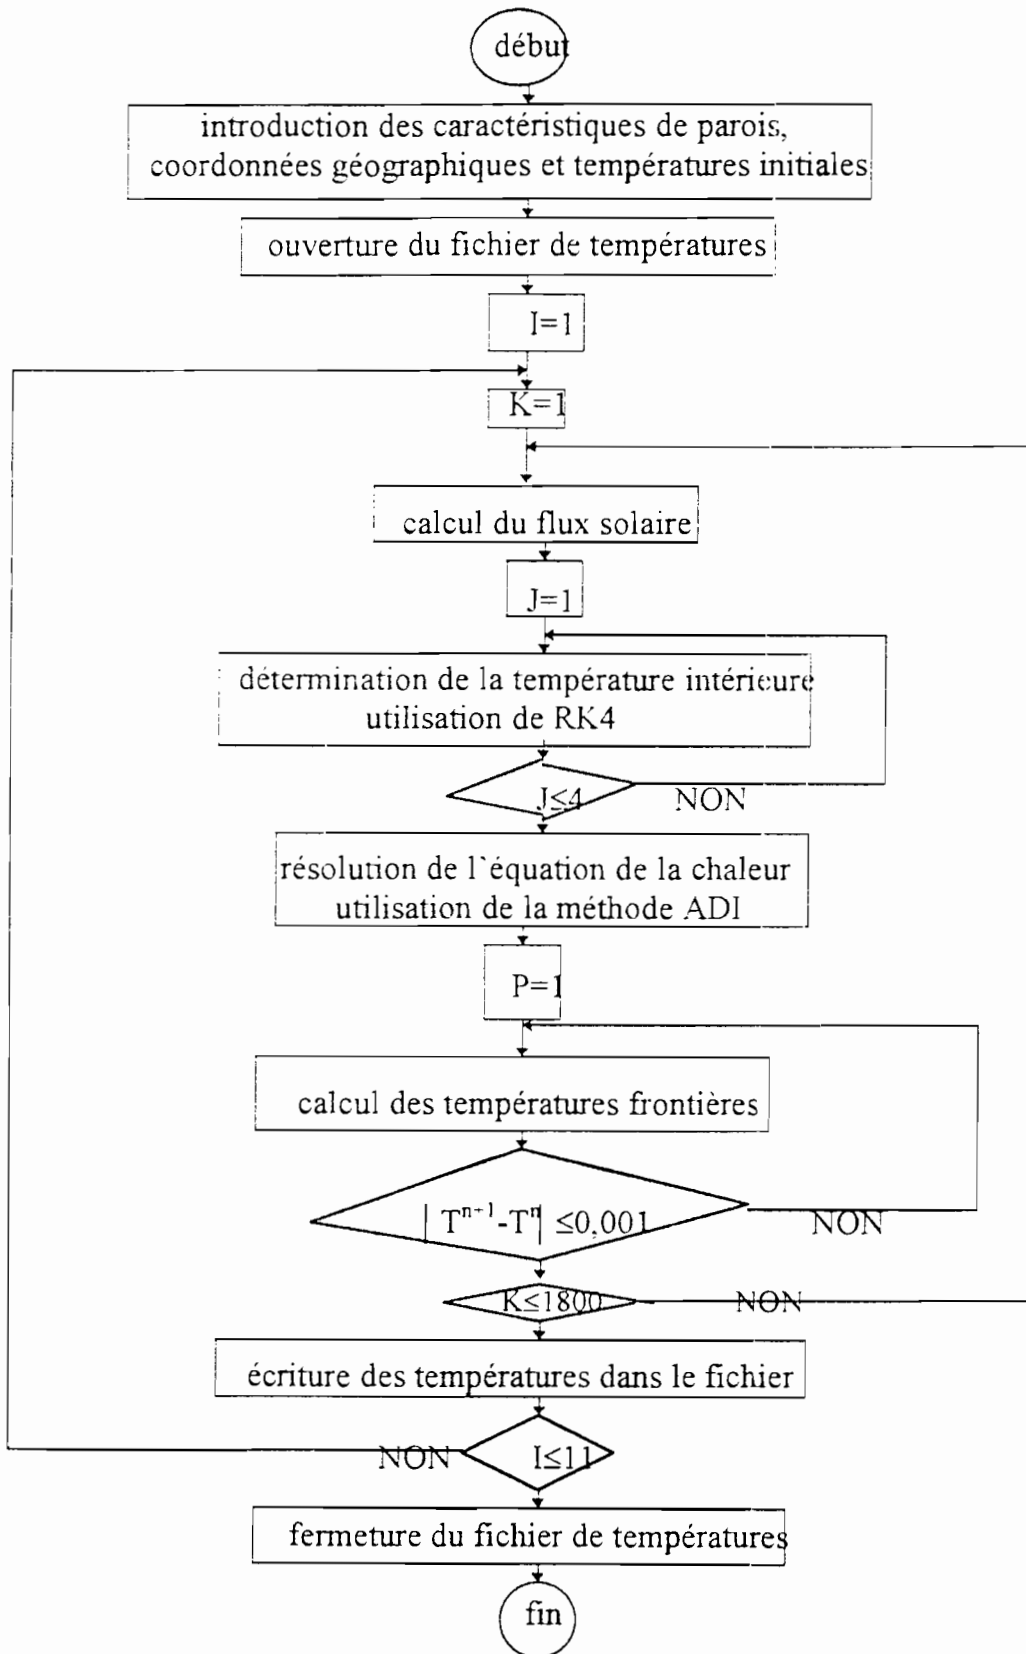 début
introduction des caractéristiques de parois,
coordonnées géographiques et températures initiales
ouverture du fichier de températures
I=1
K=1
calcul du flux solaire
J=1
détermination de la température intérieure
utilisation de RK4
J≤4
NON
résolution de l`équation de la chaleur
utilisation de la méthode ADI
P=1
calcul des températures frontières
| Tⁿ⁺¹-Tⁿ| ≤0,001
NON
K≤1800
NON
écriture des températures dans le fichier
NON
I≤11
fermeture du fichier de températures
fin